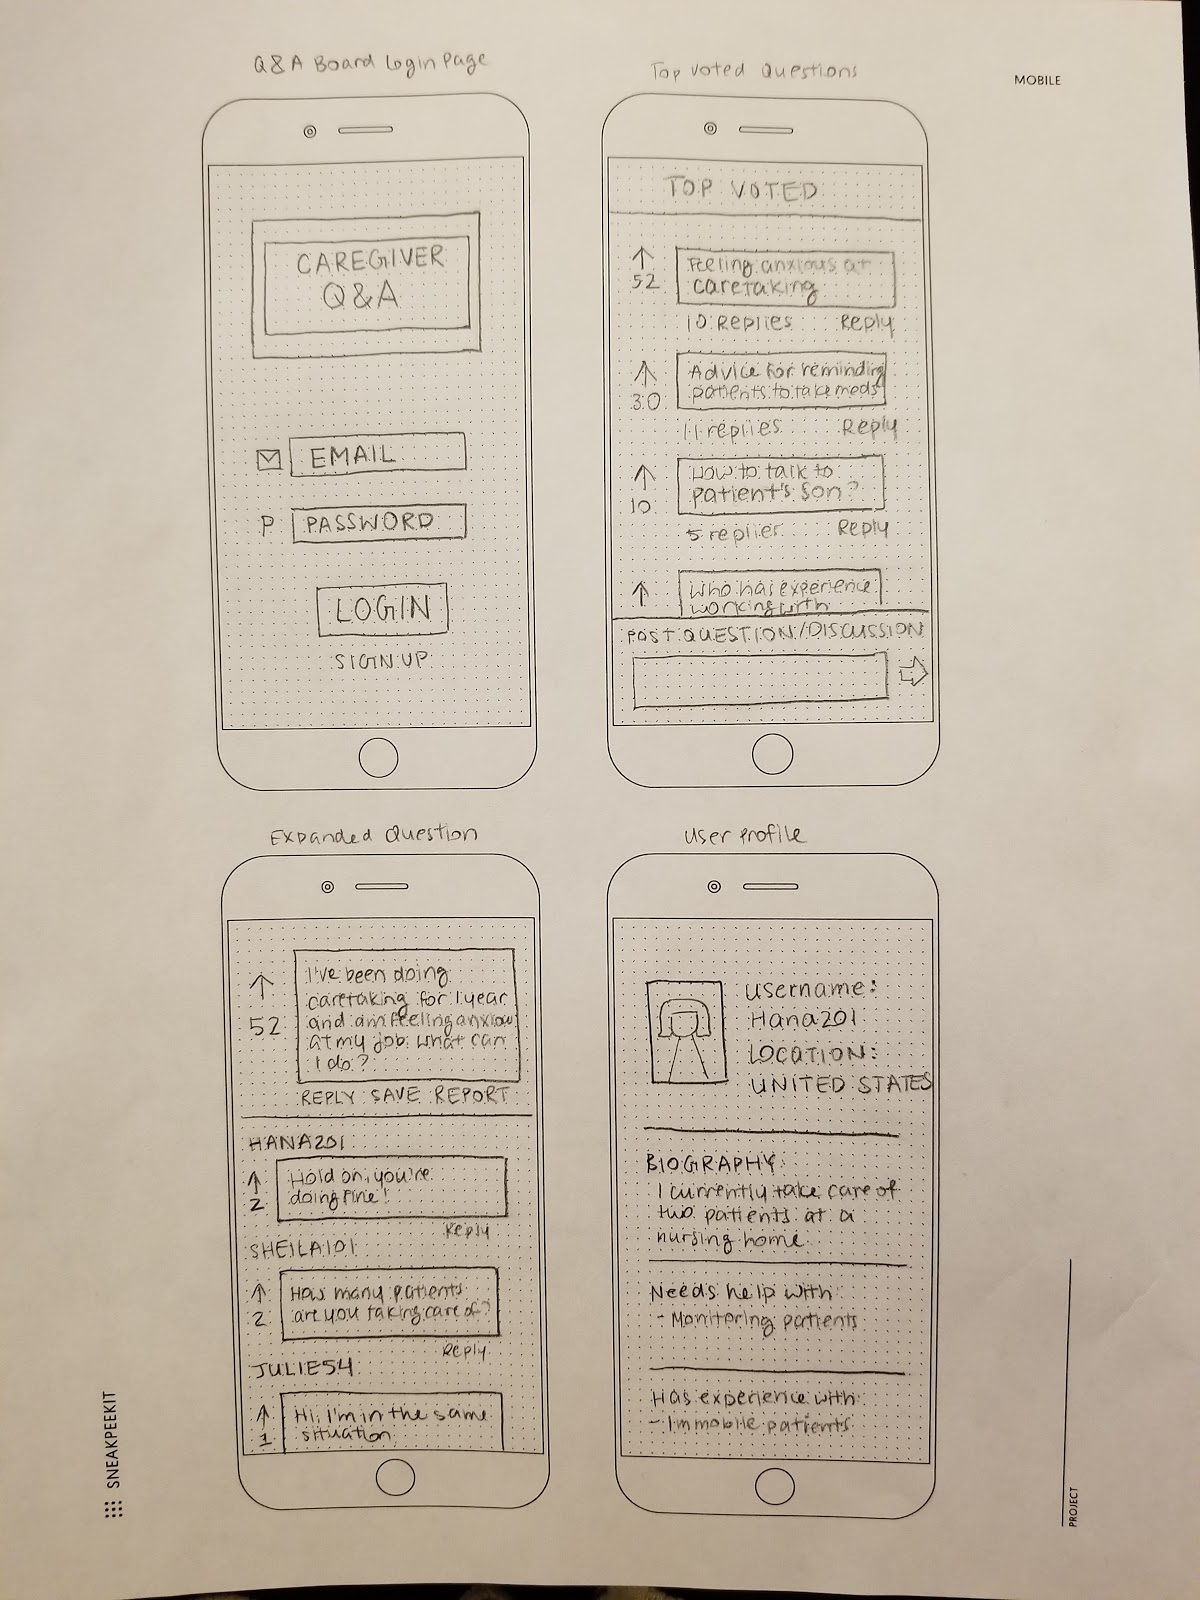 Q&A Board Login Page
CAREGIVER
Q&A
EMAIL
P PASSWORD
LOGIN
SIGN UP
Top Voted Questions
MOBILE
TOP VOTED
52
Feeling anxious at
caretaking
10 Replies Reply
30
Advice for reminding
patients to take meds
11 replies Reply
10
How to talk to
patient's son?
5 replies Reply
Who has experience
working with
POST QUESTION/DISCUSSION
Expanded Question
52
I've been doing
caretaking for 1 year
and am feeling anxious
at my job. What can
I do?
REPLY SAVE REPORT
HANA201
2
Hold on, you're
doing fine!
Reply
SHEILA101
2
How many patients
are you taking care of?
Reply
JULIE54
1
Hi, I'm in the same
situation
User Profile
Username:
Hana201
LOCATION:
UNITED STATES
BIOGRAPHY
I currently take care of
two patients at a
nursing home
Needs help with
- Monitoring patients
Has experience with:
- Immobile patients
SNEAKPEEKIT
PROJECT